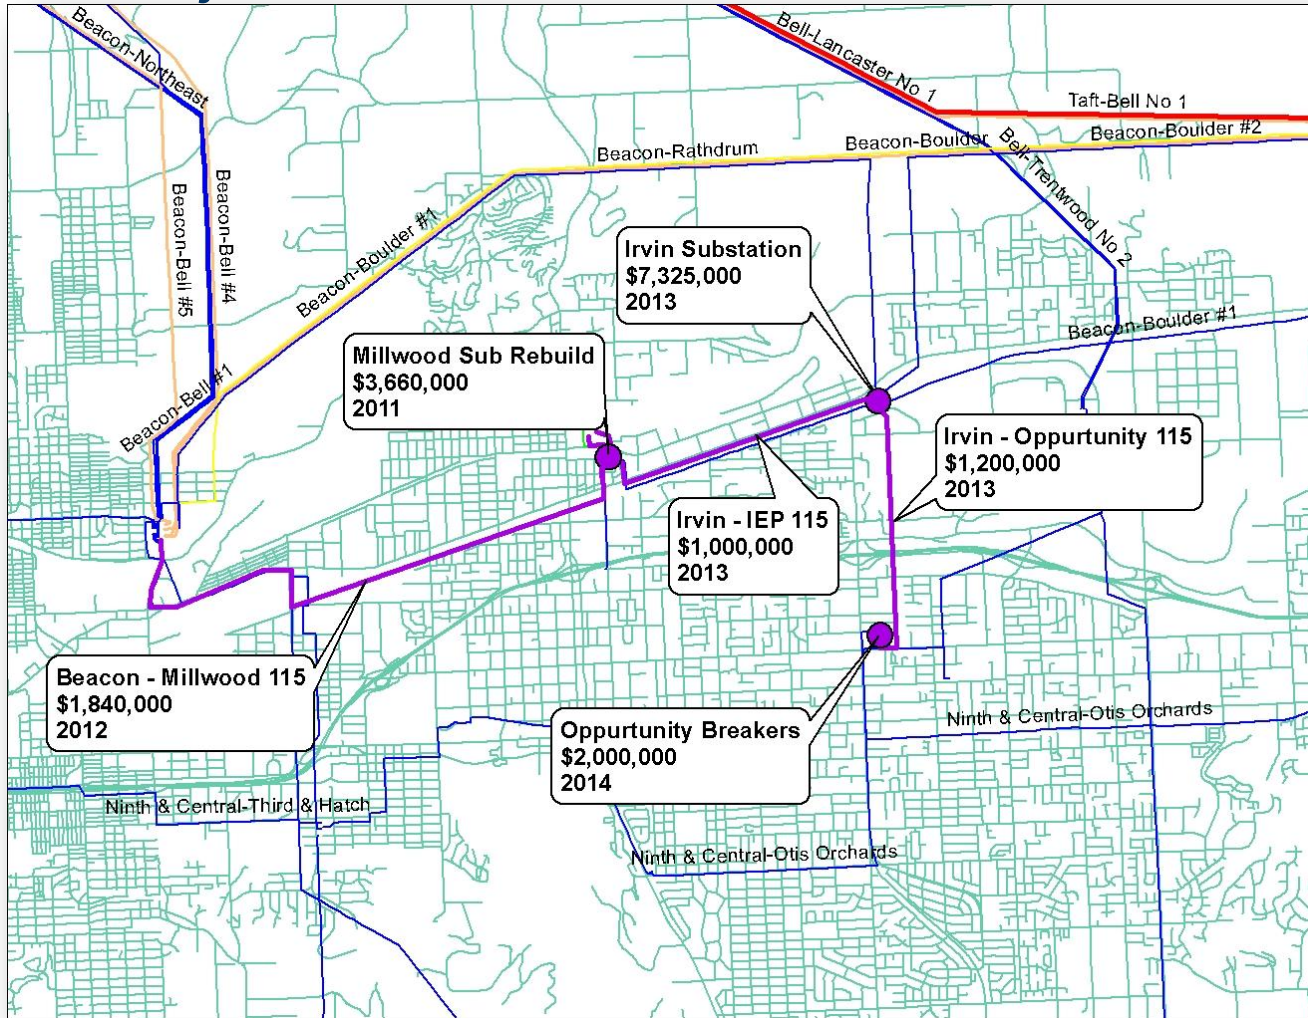 Beacon-Northeast
Bell-Lancaster No 1
Taft-Bell No 1
Beacon-Boulder #2
Beacon-Boulder
Beacon-Rathdrum
Bell-Trentwood No 2
Beacon-Bell #5
Beacon-Bell #4
Beacon-Boulder #1
Irvin Substation
$7,325,000
2013
Beacon-Boulder #1
Millwood Sub Rebuild
$3,660,000
2011
Beacon-Bell #1
Irvin - Oppurtunity 115
$1,200,000
2013
Irvin - IEP 115
$1,000,000
2013
Beacon - Millwood 115
$1,840,000
2012
Oppurtunity Breakers
$2,000,000
2014
Ninth & Central-Otis Orchards
Ninth & Central-Third & Hatch
Ninth & Central-Otis Orchards